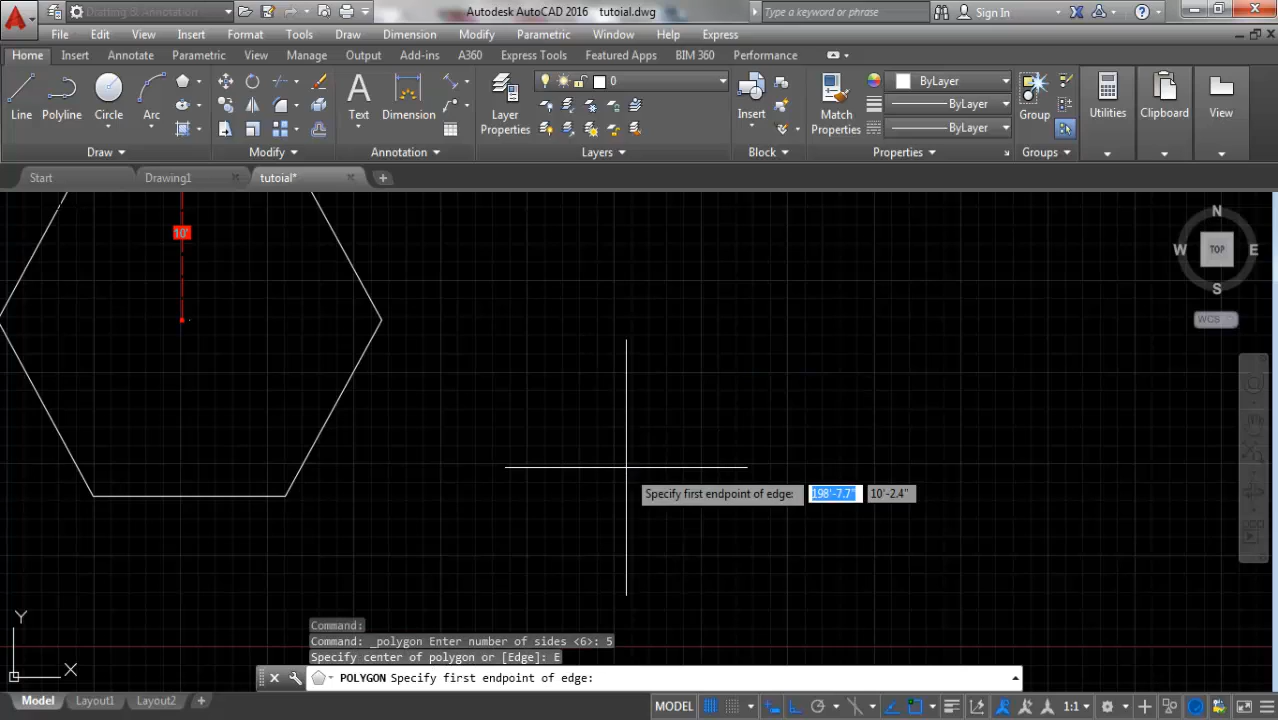 Drafting & Annotation
Autodesk AutoCAD 2016 tutoial.dwg
Type a keyword or phrase
Sign In
File Edit View Insert Format Tools Draw Dimension Modify Parametric Window Help Express
Home Insert Annotate Parametric View Manage Output Add-ins A360 Express Tools Featured Apps BIM 360 Performance
Line Polyline Circle Arc
Text Dimension
Layer Properties
0
Insert
Match Properties
ByLayer
ByLayer
ByLayer
Group
Utilities
Clipboard
View
Draw Modify Annotation Layers Block Properties Groups
Start Drawing1 tutoial*
10'
N
W TOP E
S
WCS
Specify first endpoint of edge: 198'-7.7" 10'-2.4"
Y
X
Command:
Command: _polygon Enter number of sides <6>: 5
Specify center of polygon or [Edge]: E
POLYGON Specify first endpoint of edge:
Model Layout1 Layout2 +
MODEL
1:1